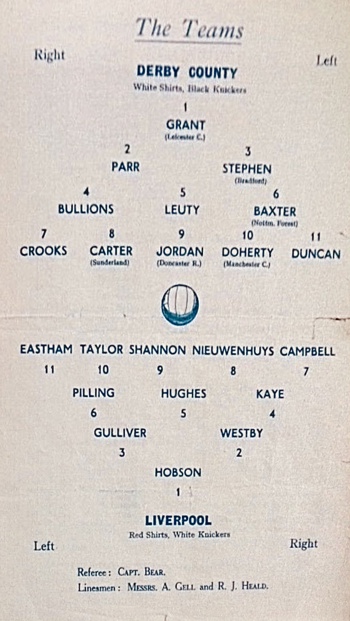 The Teams
Right
Left
DERBY COUNTY
White Shirts, Black Knickers
1
GRANT
(Leicester C.)
2 3
PARR STEPHEN
(Bradford)
4 5 6
BULLIONS LEUTY BAXTER
(Nottm. Forest)
7 8 9 10 11
CROOKS CARTER JORDAN DOHERTY DUNCAN
(Sunderland) (Doncaster R.) (Manchester C.)
EASTHAM TAYLOR SHANNON NIEUWENHUYS CAMPBELL
11 10 9 8 7
PILLING HUGHES KAYE
6 5 4
GULLIVER WESTBY
3 2
HOBSON
1
LIVERPOOL
Red Shirts, White Knickers
Left Right
Referee: CAPT. BEAR.
Linesmen: MESSRS. A. GELL and R. J. HEALD.